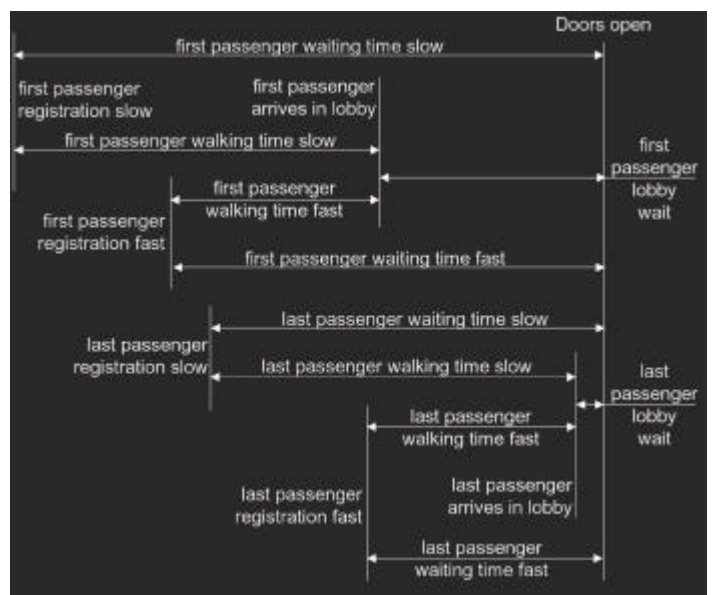 Doors open
first passenger waiting time slow
first passenger
registration slow
first passenger
arrives in lobby
first passenger walking time slow
first
passenger
lobby
wait
first passenger
walking time fast
first passenger
registration fast
first passenger waiting time fast
last passenger waiting time slow
last passenger
registration slow
last passenger walking time slow
last
passenger
lobby
wait
last passenger
walking time fast
last passenger
arrives in lobby
last passenger
registration fast
last passenger
waiting time fast